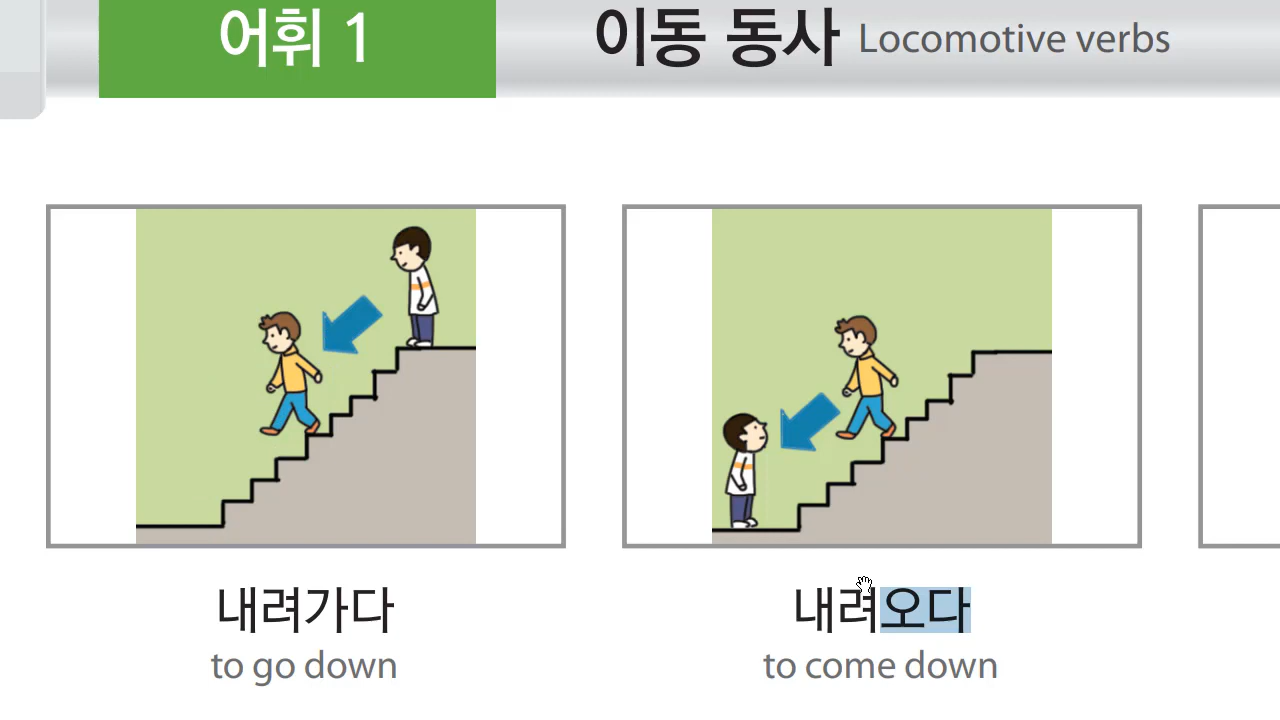 어휘 1
이동 동사 Locomotive verbs
내려가다
to go down
내려오다
to come down